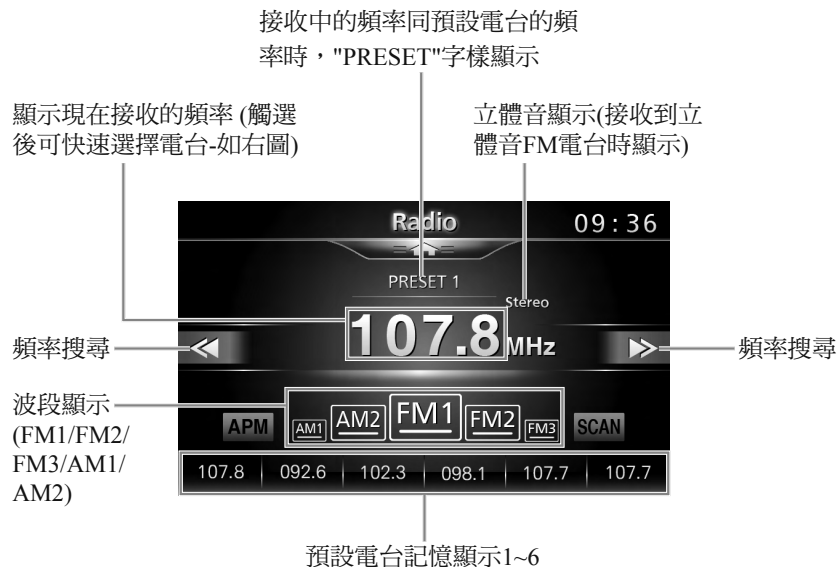 接收中的頻率同預設電台的頻
率時，"PRESET"字樣顯示
顯示現在接收的頻率 (觸選
後可快速選擇電台-如右圖)
立體音顯示(接收到立
體音FM電台時顯示)
Radio
09:36
PRESET 1
Stereo
107.8MHz
頻率搜尋
頻率搜尋
波段顯示
(FM1/FM2/
FM3/AM1/
AM2)
APM
AM1
AM2
FM1
FM2
FM3
SCAN
107.8
092.6
102.3
098.1
107.7
107.7
預設電台記憶顯示1~6